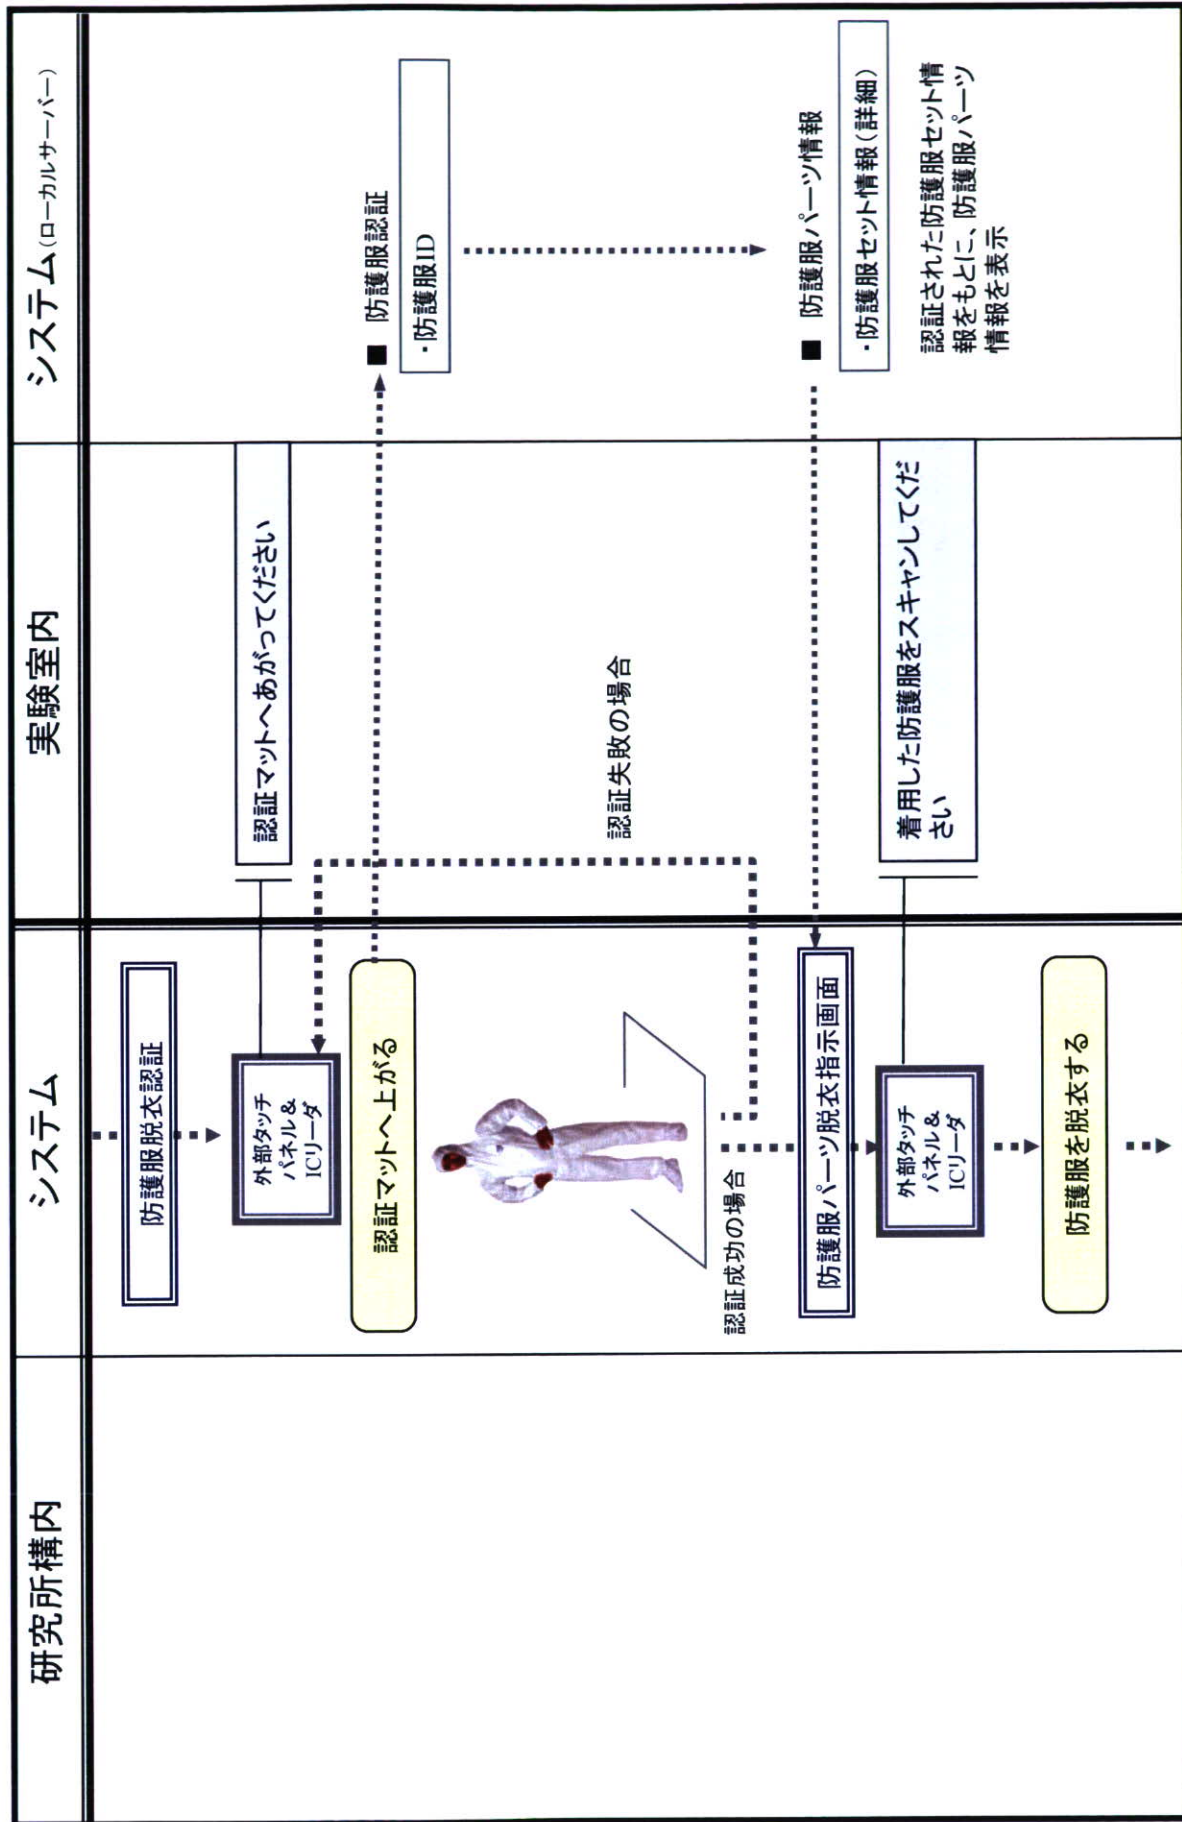 研究所構内
システム
実験室内
システム(ローカルサーバー)
防護服脱衣認証
外部タッチ
パネル&
ICリーダ
認証マットへあがってください
認証マットへ上がる
■ 防護服認証
・防護服ID
認証失敗の場合
認証成功の場合
防護服パーツ脱衣指示画面
■ 防護服パーツ情報
・防護服セット情報(詳細)
認証された防護服セット情
報をもとに、防護服パーツ
情報を表示
外部タッチ
パネル&
ICリーダ
着用した防護服をスキャンしてくだ
さい
防護服を脱衣する